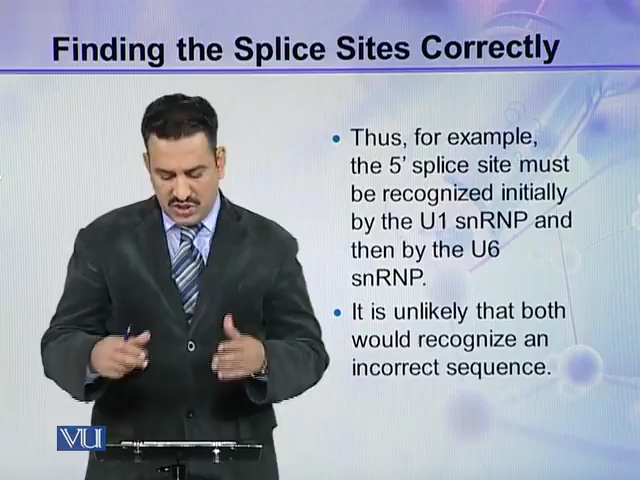 Finding the Splice Sites Correctly
• Thus, for example,
the 5’ splice site must
be recognized initially
by the U1 snRNP and
then by the U6
snRNP.
• It is unlikely that both
would recognize an
incorrect sequence.
VU